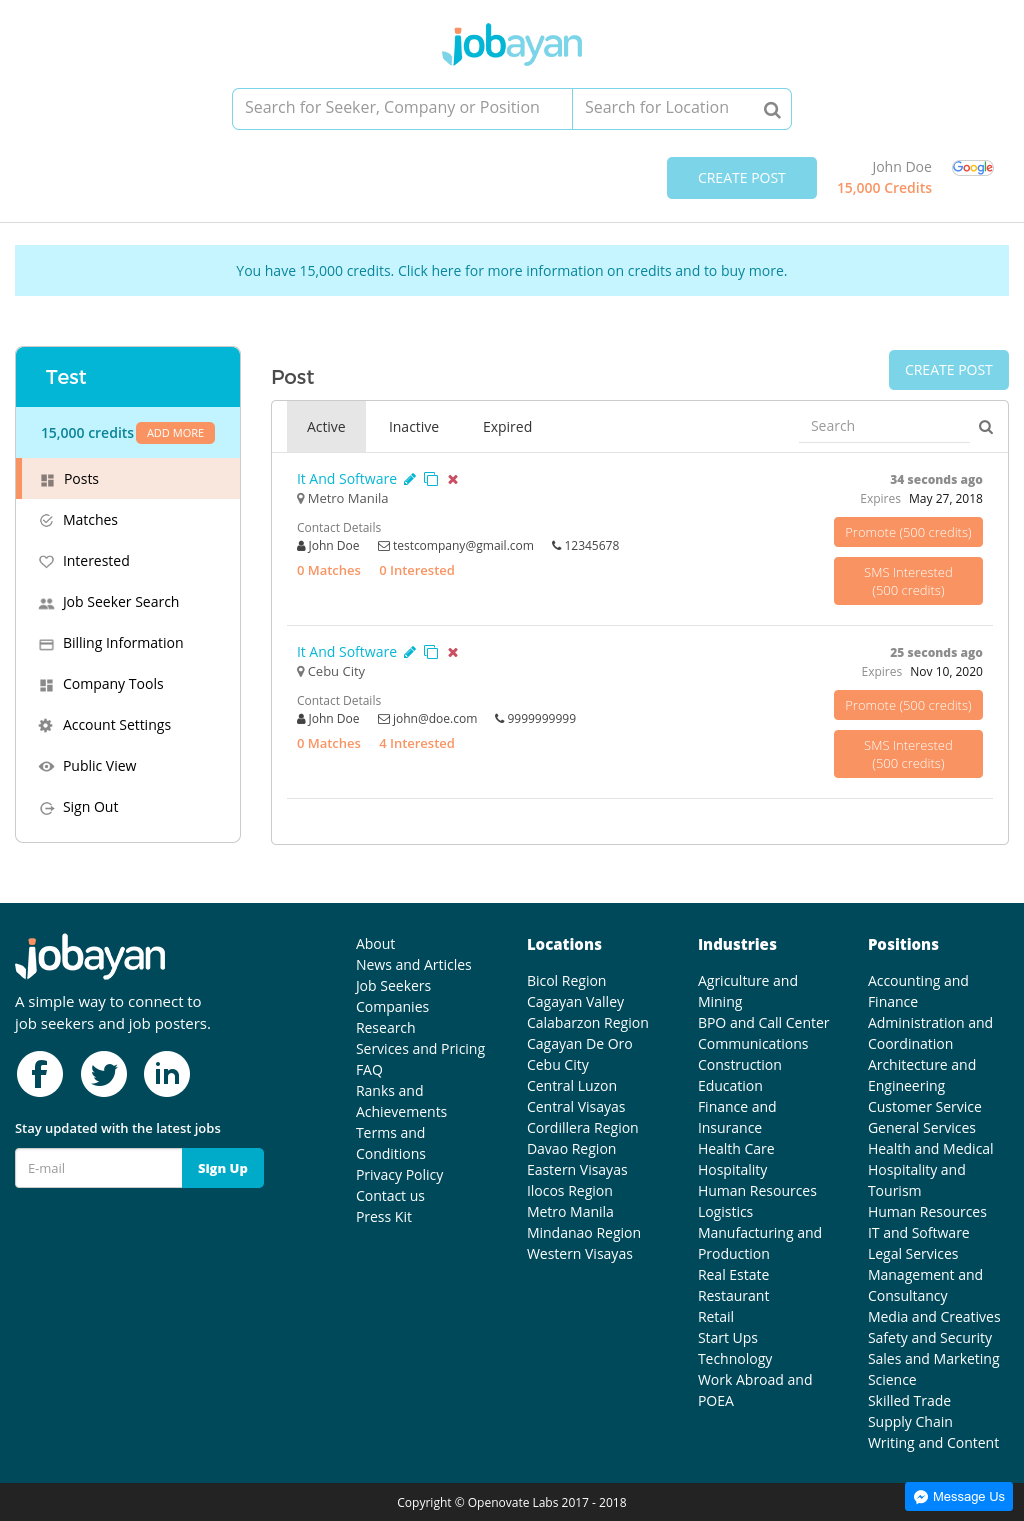 jobayan
Search for Seeker, Company or Position
Search for Location
CREATE POST
John Doe
15,000 Credits
Google
You have 15,000 credits. Click here for more information on credits and to buy more.
Test
15,000 credits
ADD MORE
Posts
Matches
Interested
Job Seeker Search
Billing Information
Company Tools
Account Settings
Public View
Sign Out
Post
CREATE POST
Active
Inactive
Expired
Search
It And Software
34 seconds ago
Metro Manila
Expires May 27, 2018
Contact Details
John Doe
testcompany@gmail.com
12345678
0 Matches
0 Interested
Promote (500 credits)
SMS Interested
(500 credits)
It And Software
25 seconds ago
Cebu City
Expires Nov 10, 2020
Contact Details
John Doe
john@doe.com
9999999999
0 Matches
4 Interested
Promote (500 credits)
SMS Interested
(500 credits)
jobayan
A simple way to connect to
job seekers and job posters.
Stay updated with the latest jobs
E-mail
Sign Up
About
News and Articles
Job Seekers
Companies
Research
Services and Pricing
FAQ
Ranks and
Achievements
Terms and
Conditions
Privacy Policy
Contact us
Press Kit
Locations
Bicol Region
Cagayan Valley
Calabarzon Region
Cagayan De Oro
Cebu City
Central Luzon
Central Visayas
Cordillera Region
Davao Region
Eastern Visayas
Ilocos Region
Metro Manila
Mindanao Region
Western Visayas
Industries
Agriculture and
Mining
BPO and Call Center
Communications
Construction
Education
Finance and
Insurance
Health Care
Hospitality
Human Resources
Logistics
Manufacturing and
Production
Real Estate
Restaurant
Retail
Start Ups
Technology
Work Abroad and
POEA
Positions
Accounting and
Finance
Administration and
Coordination
Architecture and
Engineering
Customer Service
General Services
Health and Medical
Hospitality and
Tourism
Human Resources
IT and Software
Legal Services
Management and
Consultancy
Media and Creatives
Safety and Security
Sales and Marketing
Science
Skilled Trade
Supply Chain
Writing and Content
Copyright © Openovate Labs 2017 - 2018
Message Us